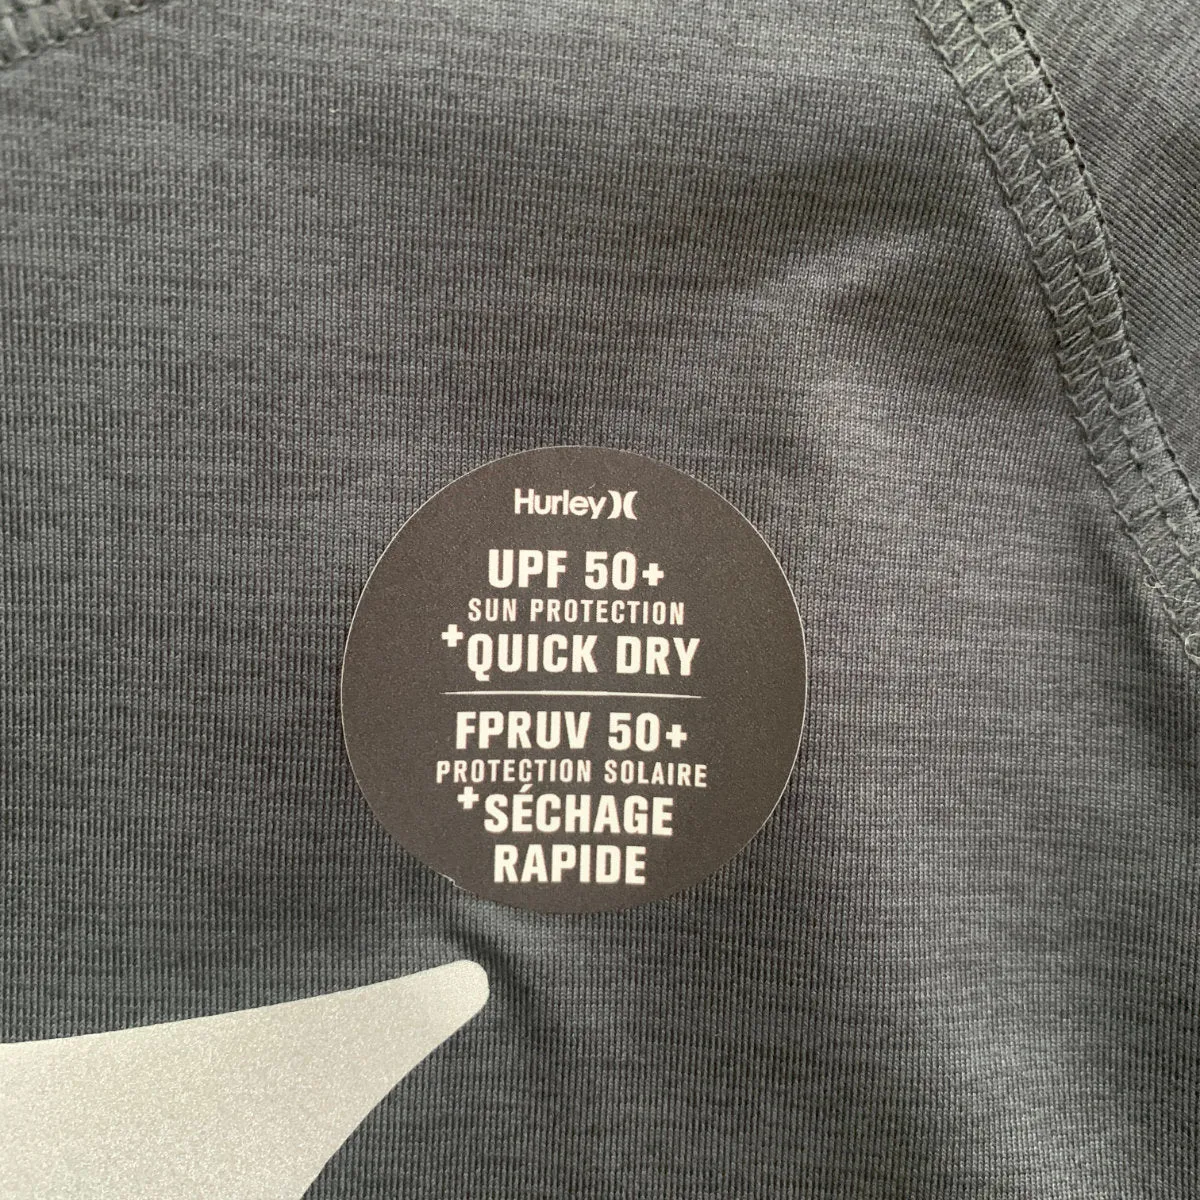 Hurley
UPF 50+
SUN PROTECTION
+QUICK DRY
FPRUV 50+
PROTECTION SOLAIRE
+SÉCHAGE
RAPIDE